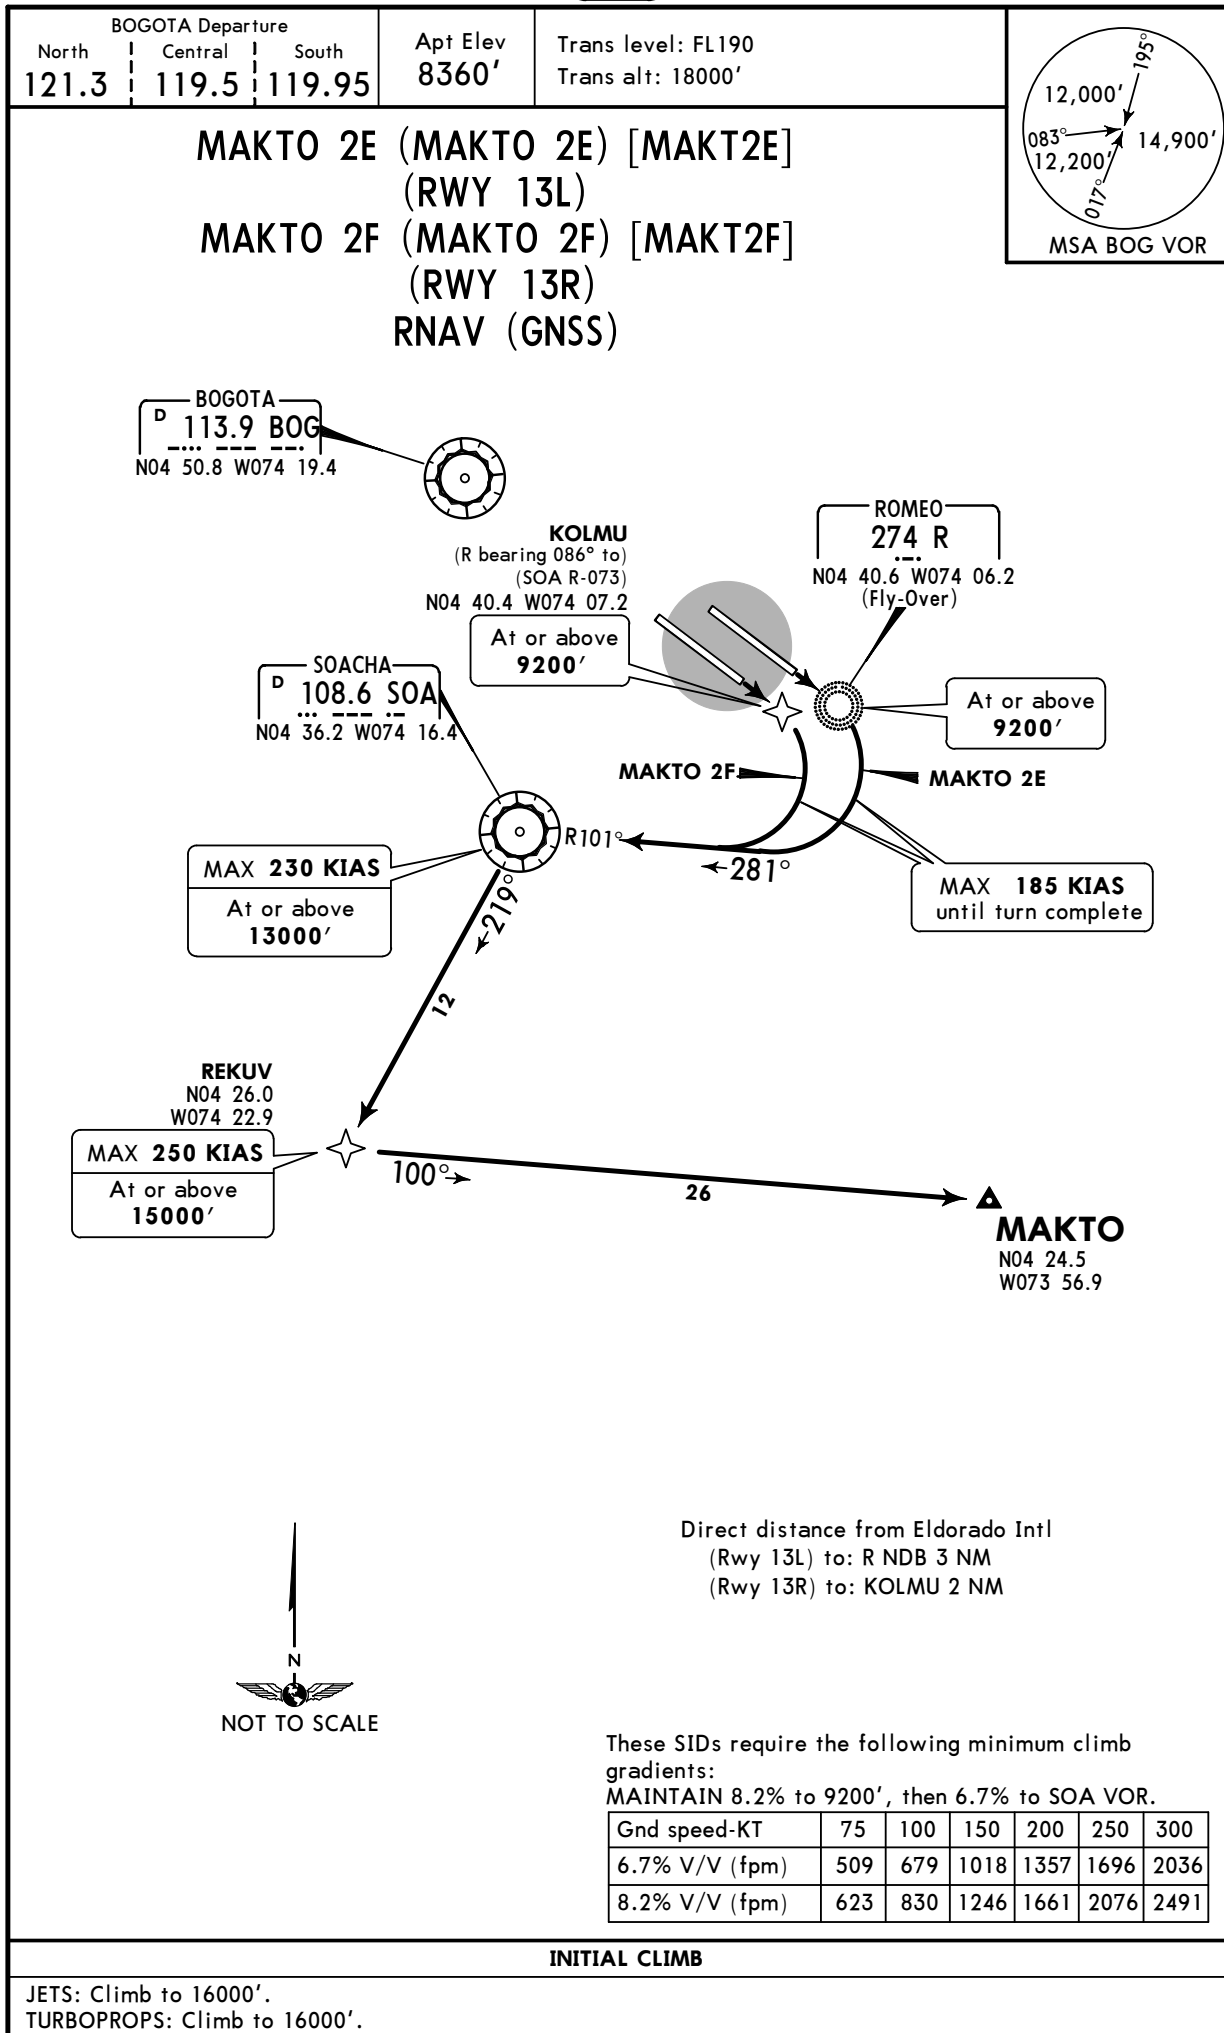 BOGOTA Departure
North Central South
121.3 119.5 119.95
Apt Elev
8360'
Trans level: FL190
Trans alt: 18000'
195°
12,000'
083°
14,900'
12,200'
017°
MSA BOG VOR
MAKTO 2E (MAKTO 2E) [MAKT2E]
(RWY 13L)
MAKTO 2F (MAKTO 2F) [MAKT2F]
(RWY 13R)
RNAV (GNSS)
BOGOTA
D 113.9 BOG
N04 50.8 W074 19.4
KOLMU
(R bearing 086° to)
(SOA R-073)
N04 40.4 W074 07.2
At or above
9200'
ROMEO
274 R
N04 40.6 W074 06.2
(Fly-Over)
At or above
9200'
SOACHA
D 108.6 SOA
N04 36.2 W074 16.4
MAKTO 2F
MAKTO 2E
R101°
281°
MAX 230 KIAS
At or above
13000'
MAX 185 KIAS
until turn complete
219°
12
REKUV
N04 26.0
W074 22.9
MAX 250 KIAS
At or above
15000'
100°
26
MAKTO
N04 24.5
W073 56.9
Direct distance from Eldorado Intl
(Rwy 13L) to: R NDB 3 NM
(Rwy 13R) to: KOLMU 2 NM
N
NOT TO SCALE
These SIDs require the following minimum climb
gradients:
MAINTAIN 8.2% to 9200', then 6.7% to SOA VOR.
Gnd speed-KT 75 100 150 200 250 300
6.7% V/V (fpm) 509 679 1018 1357 1696 2036
8.2% V/V (fpm) 623 830 1246 1661 2076 2491
INITIAL CLIMB
JETS: Climb to 16000'.
TURBOPROPS: Climb to 16000'.